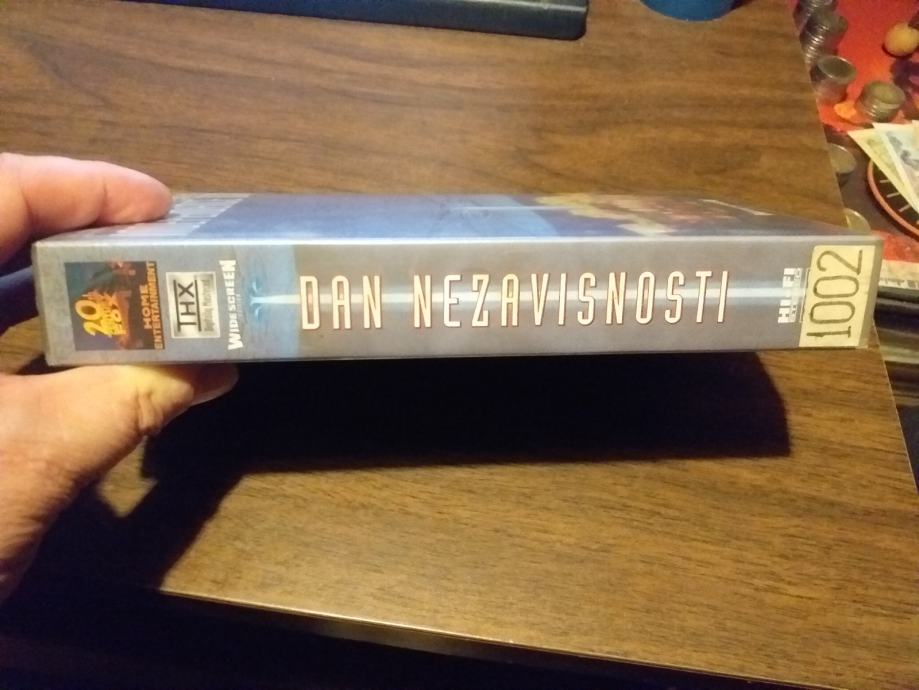 20th
CENTURY
FOX
HOME
ENTERTAINMENT
THX
WIDESCREEN
DAN NEZAVISNOSTI
HI-FI
1002